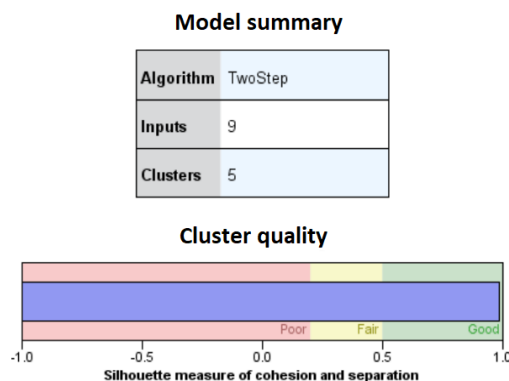 Model summary
Algorithm TwoStep
Inputs 9
Clusters 5
Cluster quality
Poor Fair Good
-1.0 -0.5 0.0 0.5 1.0
Silhouette measure of cohesion and separation